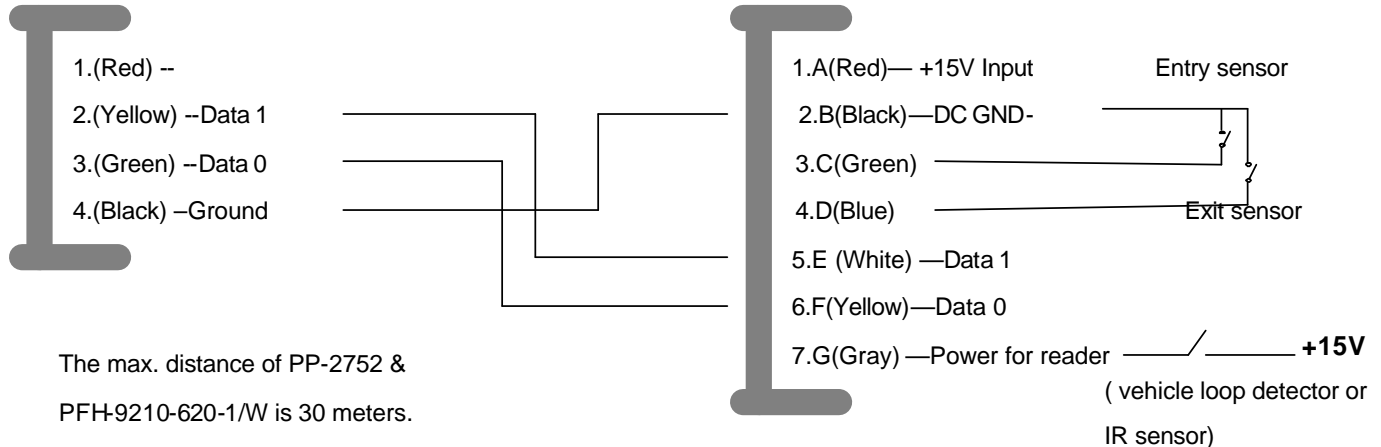 1.(Red) --
2.(Yellow) --Data 1
3.(Green) --Data 0
4.(Black) –Ground
The max. distance of PP-2752 &
PFH-9210-620-1/W is 30 meters.
1.A(Red)— +15V Input
Entry sensor
2.B(Black)—DC GND-
3.C(Green)
4.D(Blue)
Exit sensor
5.E (White) —Data 1
6.F(Yellow)—Data 0
7.G(Gray) —Power for reader
+15V
( vehicle loop detector or
IR sensor)